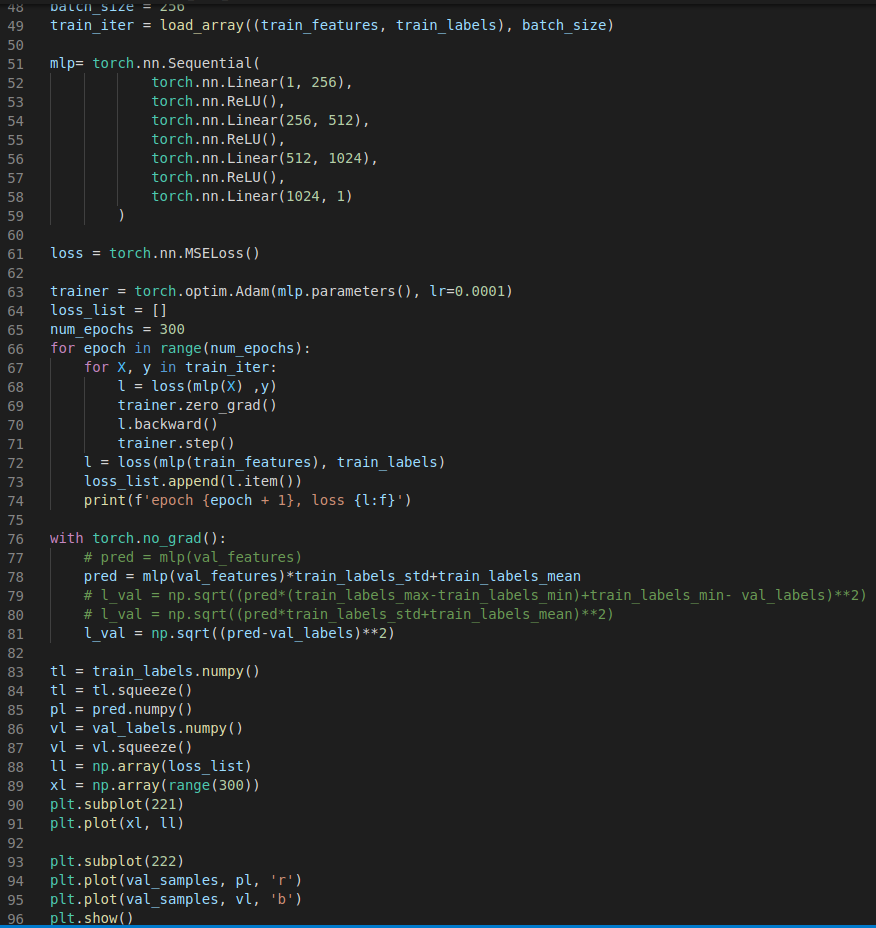 48 batch_size = 256
49 train_iter = load_array((train_features, train_labels), batch_size)
50
51 mlp= torch.nn.Sequential(
52             torch.nn.Linear(1, 256),
53             torch.nn.ReLU(),
54             torch.nn.Linear(256, 512),
55             torch.nn.ReLU(),
56             torch.nn.Linear(512, 1024),
57             torch.nn.ReLU(),
58             torch.nn.Linear(1024, 1)
59         )
60
61 loss = torch.nn.MSELoss()
62
63 trainer = torch.optim.Adam(mlp.parameters(), lr=0.0001)
64 loss_list = []
65 num_epochs = 300
66 for epoch in range(num_epochs):
67     for X, y in train_iter:
68         l = loss(mlp(X) ,y)
69         trainer.zero_grad()
70         l.backward()
71         trainer.step()
72     l = loss(mlp(train_features), train_labels)
73     loss_list.append(l.item())
74     print(f'epoch {epoch + 1}, loss {l:f}')
75
76 with torch.no_grad():
77     # pred = mlp(val_features)
78     pred = mlp(val_features)*train_labels_std+train_labels_mean
79     # l_val = np.sqrt((pred*(train_labels_max-train_labels_min)+train_labels_min- val_labels)**2)
80     # l_val = np.sqrt((pred*train_labels_std+train_labels_mean)**2)
81     l_val = np.sqrt((pred-val_labels)**2)
82
83 tl = train_labels.numpy()
84 tl = tl.squeeze()
85 pl = pred.numpy()
86 vl = val_labels.numpy()
87 vl = vl.squeeze()
88 ll = np.array(loss_list)
89 xl = np.array(range(300))
90 plt.subplot(221)
91 plt.plot(xl, ll)
92
93 plt.subplot(222)
94 plt.plot(val_samples, pl, 'r')
95 plt.plot(val_samples, vl, 'b')
96 plt.show()